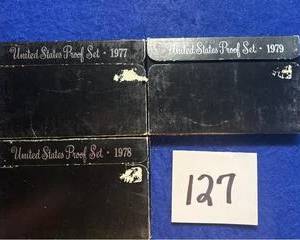 United States Proof Set · 1977
United States Proof Set · 1979
United States Proof Set · 1978
127